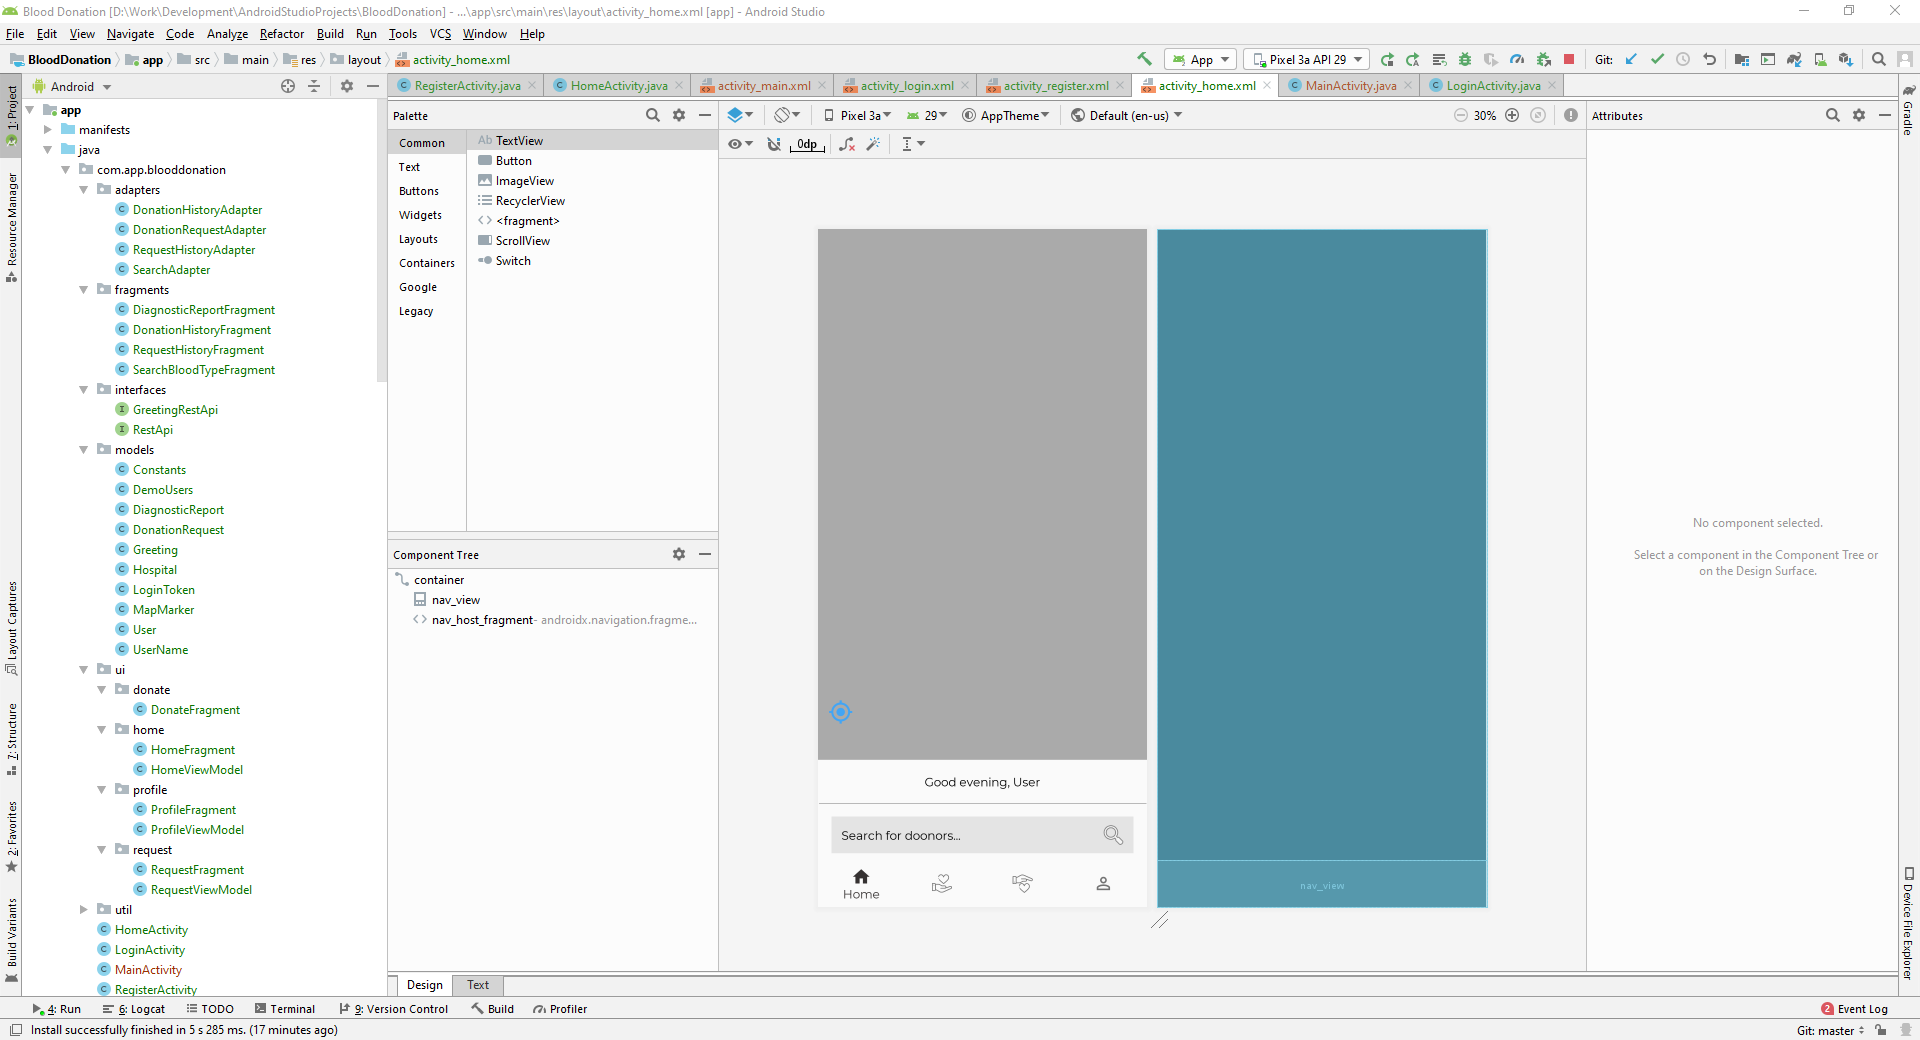 Blood Donation [D:\Work\Development\AndroidStudioProjects\BloodDonation] - ...\app\src\main\res\layout\activity_home.xml [app] - Android Studio
File Edit View Navigate Code Analyze Refactor Build Run Tools VCS Window Help
BloodDonation app src main res layout activity_home.xml App Pixel 3a API 29 Git:
Android RegisterActivity.java HomeActivity.java activity_main.xml activity_login.xml activity_register.xml activity_home.xml MainActivity.java LoginActivity.java
1: Project
Resource Manager
Layout Captures
7: Structure
2: Favorites
Build Variants
app
manifests
java
com.app.blooddonation
adapters
DonationHistoryAdapter
DonationRequestAdapter
RequestHistoryAdapter
SearchAdapter
fragments
DiagnosticReportFragment
DonationHistoryFragment
RequestHistoryFragment
SearchBloodTypeFragment
interfaces
GreetingRestApi
RestApi
models
Constants
DemoUsers
DiagnosticReport
DonationRequest
Greeting
Hospital
LoginToken
MapMarker
User
UserName
ui
donate
DonateFragment
home
HomeFragment
HomeViewModel
profile
ProfileFragment
ProfileViewModel
request
RequestFragment
RequestViewModel
util
HomeActivity
LoginActivity
MainActivity
RegisterActivity
Palette
Common
Text
Buttons
Widgets
Layouts
Containers
Google
Legacy
Ab TextView
Button
ImageView
RecyclerView
<fragment>
ScrollView
Switch
Component Tree
container
nav_view
nav_host_fragment- androidx.navigation.fragme...
Pixel 3a 29 AppTheme Default (en-us) 30%
0dp
Good evening, User
Search for doonors...
Home
nav_view
Design Text
Attributes
No component selected.
Select a component in the Component Tree or
on the Design Surface.
Gradle
Device File Explorer
4: Run 6: Logcat TODO Terminal 9: Version Control Build Profiler 2 Event Log
Install successfully finished in 5 s 285 ms. (17 minutes ago) Git: master